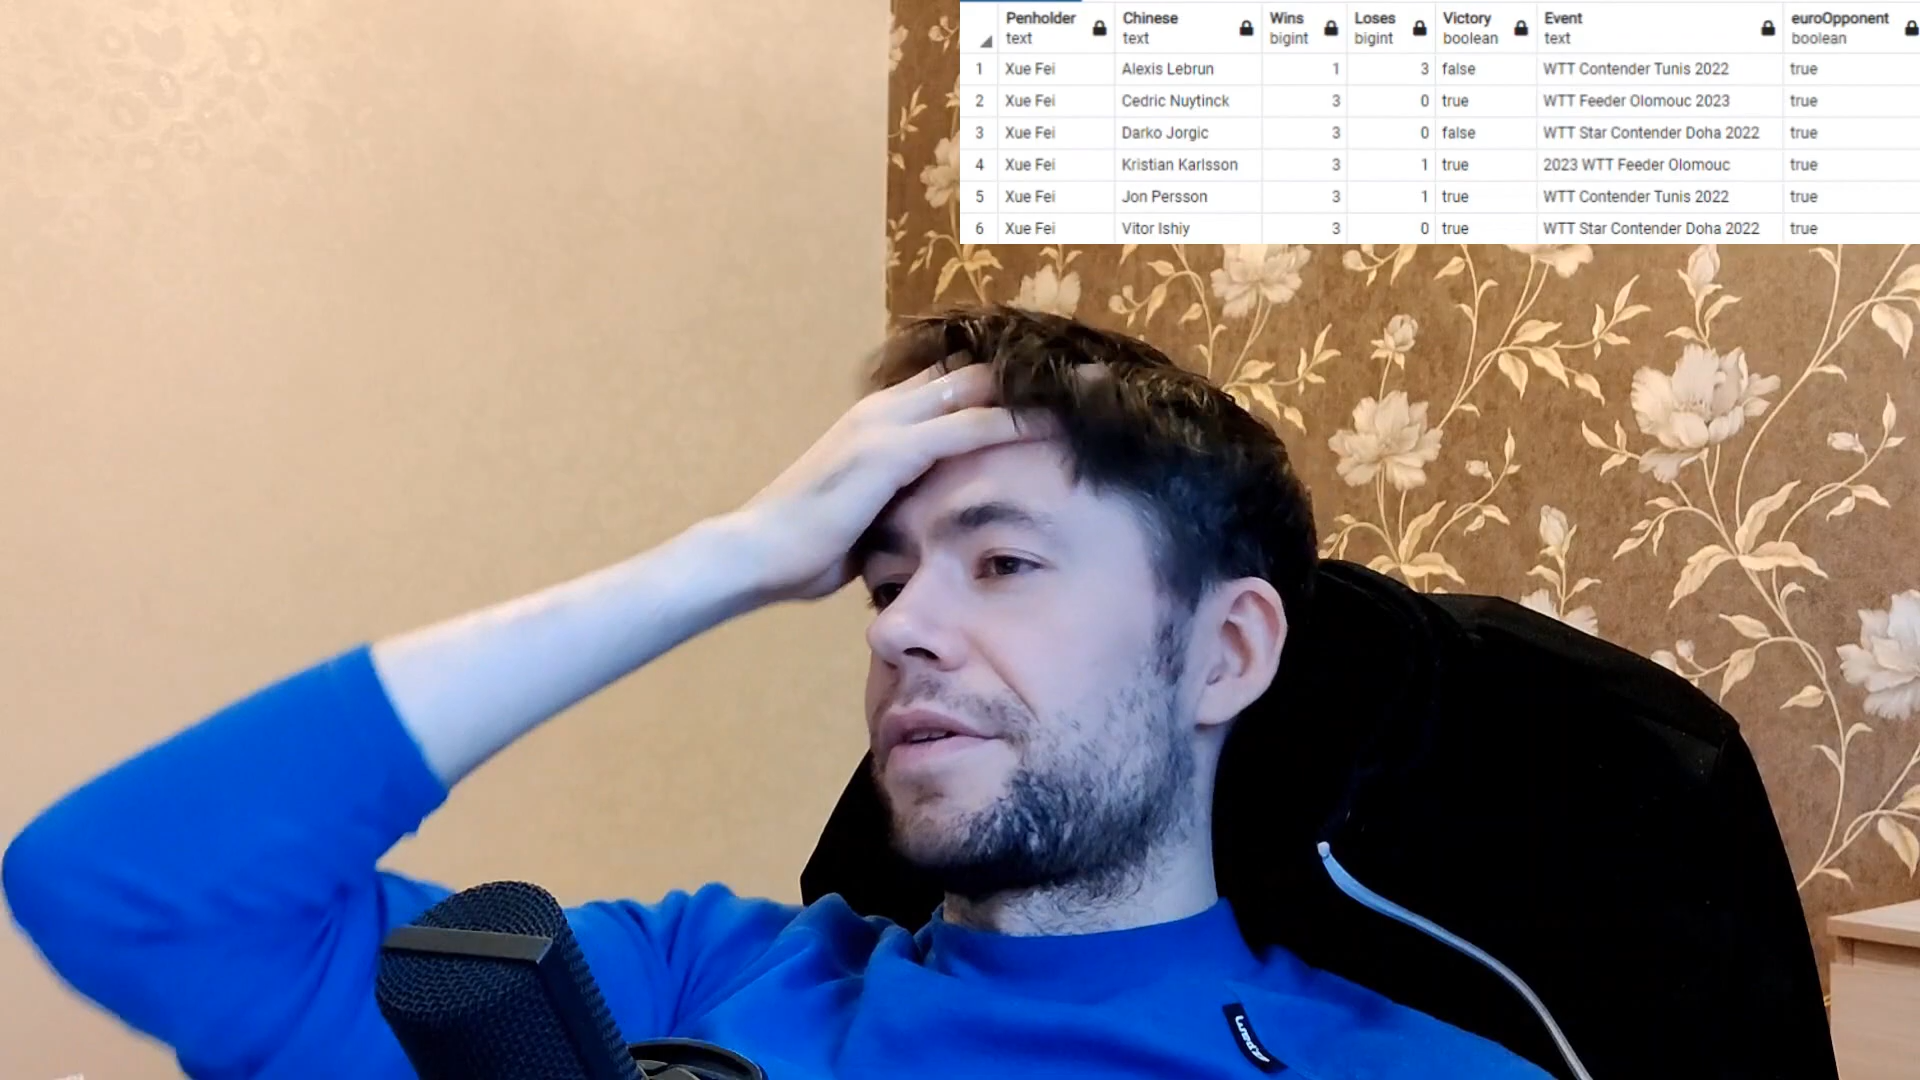 Penholder Chinese Wins Loses Victory Event euroOpponent
text text bigint bigint boolean text boolean
1 Xue Fei Alexis Lebrun 1 3 false WTT Contender Tunis 2022 true
2 Xue Fei Cedric Nuytinck 3 0 true WTT Feeder Olomouc 2023 true
3 Xue Fei Darko Jorgic 3 0 false WTT Star Contender Doha 2022 true
4 Xue Fei Kristian Karlsson 3 1 true 2023 WTT Feeder Olomouc true
5 Xue Fei Jon Persson 3 1 true WTT Contender Tunis 2022 true
6 Xue Fei Vitor Ishiy 3 0 true WTT Star Contender Doha 2022 true